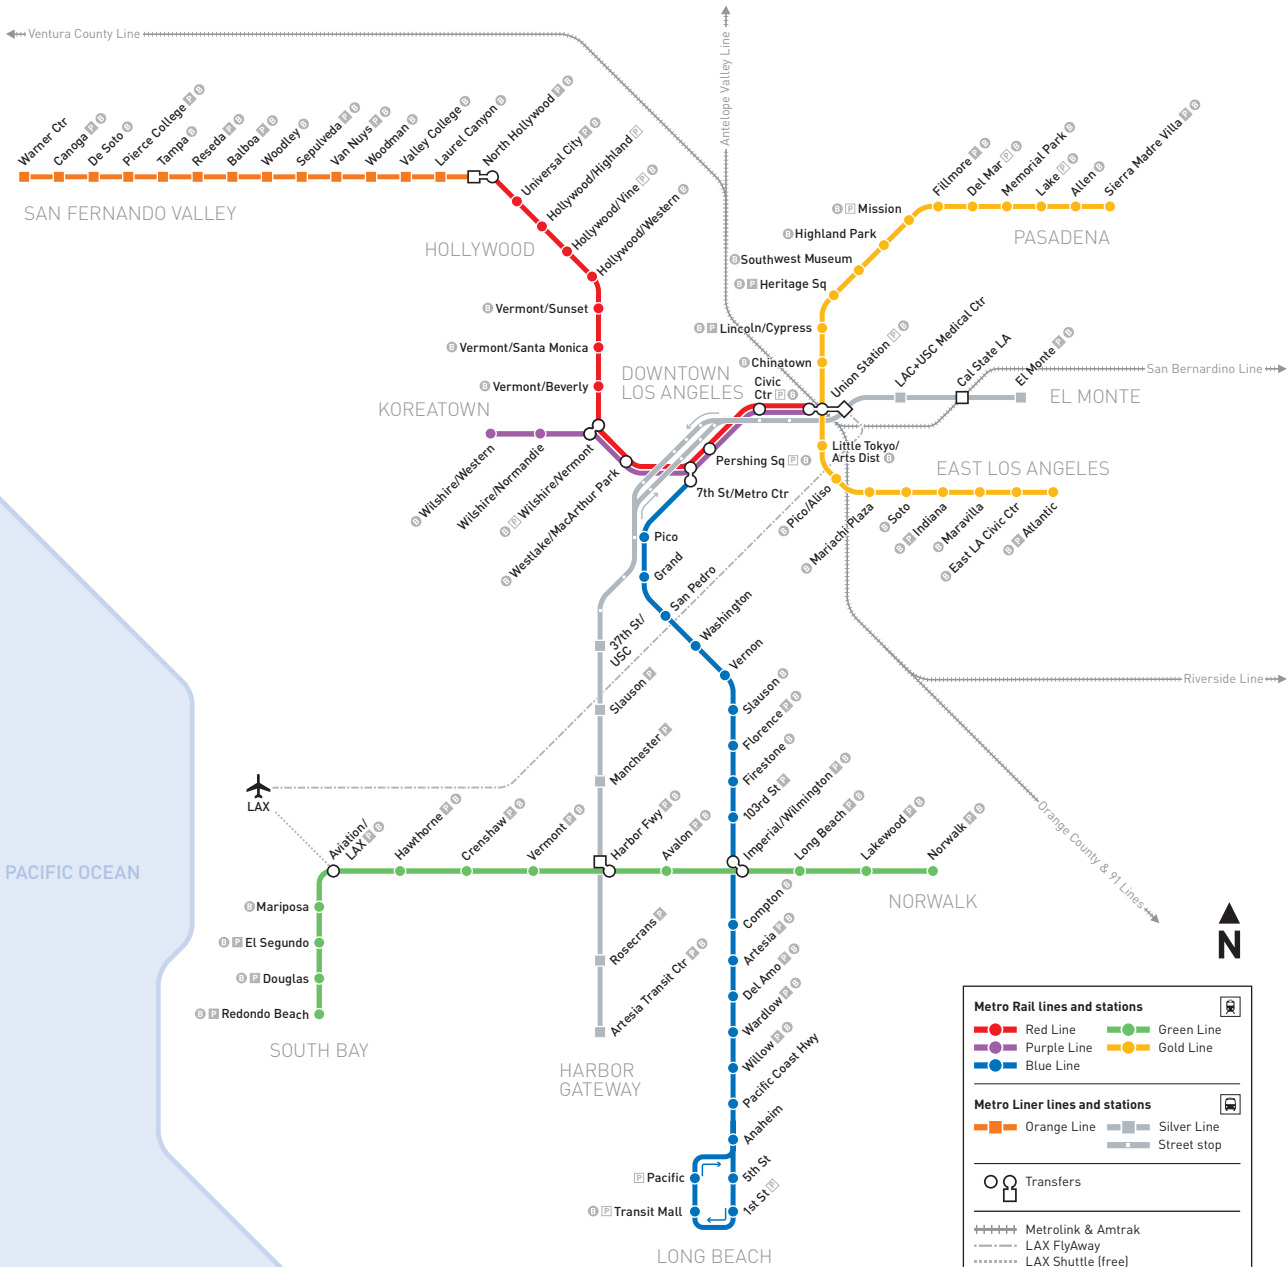 Ventura County Line
Antelope Valley Line
Warner Ctr
Canoga P B
De Soto B
Pierce College P B
Tampa B
Reseda P B
Balboa P B
Woodley B
Sepulveda P B
Van Nuys P B
Woodman B
Valley College B
Laurel Canyon B
North Hollywood P B
SAN FERNANDO VALLEY
Universal City P B
Hollywood/Highland P
Hollywood/Vine P B
Hollywood/Western B
HOLLYWOOD
B Vermont/Sunset
B Vermont/Santa Monica
B Vermont/Beverly
KOREATOWN
B Wilshire/Western
Wilshire/Normandie
B P Wilshire/Vermont
B Westlake/MacArthur Park
DOWNTOWN
LOS ANGELES
Civic
Ctr P B
Pershing Sq P B
7th St/Metro Ctr
Union Station P B
Fillmore P B
Del Mar P B
Memorial Park B
Lake P B
Allen B
Sierra Madre Villa P B
PASADENA
B P Mission
B Highland Park
B Southwest Museum
B P Heritage Sq
B P Lincoln/Cypress
B Chinatown
LAC+USC Medical Ctr
Cal State LA
El Monte P B
EL MONTE
San Bernardino Line
Little Tokyo/
Arts Dist B
EAST LOS ANGELES
B Pico/Aliso
B Mariachi Plaza
B Soto
B P Indiana
B Maravilla
B East LA Civic Ctr
B P Atlantic
Pico
Grand
San Pedro
Washington
Vernon
Slauson B
Florence P B
Firestone B
103rd St P
Imperial/Wilmington P B
37th St/
USC
Slauson P
Manchester P
Harbor Fwy P B
Riverside Line
Orange County & 91 Lines
LAX
Aviation/
LAX P B
Hawthorne P B
Crenshaw P B
Vermont P B
Avalon P B
Long Beach P B
Lakewood P B
Norwalk P B
NORWALK
PACIFIC OCEAN
B Mariposa
B P El Segundo
B P Douglas
B P Redondo Beach
SOUTH BAY
Rosecrans P
Artesia Transit Ctr P B
HARBOR
GATEWAY
Compton B
Artesia P B
Del Amo P B
Wardlow P B
Willow P B
Pacific Coast Hwy
Anaheim
5th St
1st St P
P Pacific
B P Transit Mall
LONG BEACH
N
Metro Rail lines and stations
Red Line
Green Line
Purple Line
Gold Line
Blue Line
Metro Liner lines and stations
Orange Line
Silver Line
Street stop
Transfers
Metrolink & Amtrak
LAX FlyAway
LAX Shuttle (free)